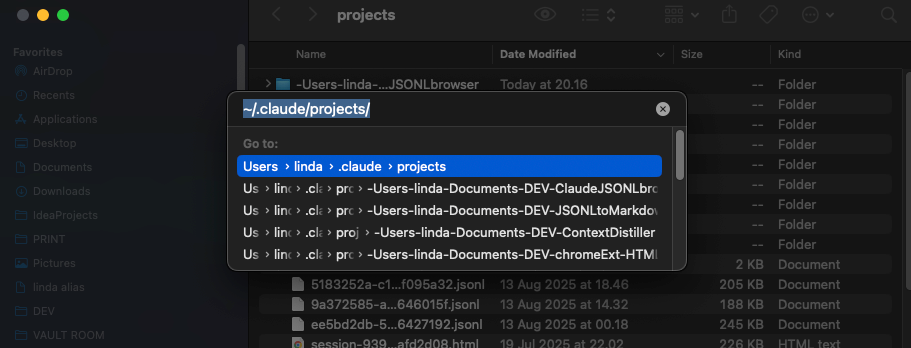 projects
Favorites
AirDrop
Recents
Applications
Desktop
Documents
Downloads
IdeaProjects
PRINT
Pictures
linda alias
DEV
VAULT ROOM
Name Date Modified Size Kind
-Users-linda-...JSONLbrowser Today at 20.16 -- Folder
~/.claude/projects/
-- Folder
Go to:
-- Folder
Users › linda › .claude › projects
-- Folder
Us › linc › .cla › pro › -Users-linda-Documents-DEV-ClaudeJSONLbro
-- Folder
Us › linc › .cla › pro › -Users-linda-Documents-DEV-JSONLtoMarkdow
-- Folder
Us › linc › .cla › proj › -Users-linda-Documents-DEV-ContextDistiller
-- Folder
Us › linc › .cla › pro › -Users-linda-Documents-DEV-chromeExt-HTML
-- Folder
2 KB Document
5183252a-c1...f095a32.jsonl 13 Aug 2025 at 18.46 205 KB Document
9a372585-a...646015f.jsonl 13 Aug 2025 at 14.32 188 KB Document
ee5bd2db-5...6427192.jsonl 13 Aug 2025 at 00.18 245 KB Document
session-939...afd2d08.html 19 Jul 2025 at 22.02 226 KB HTML text